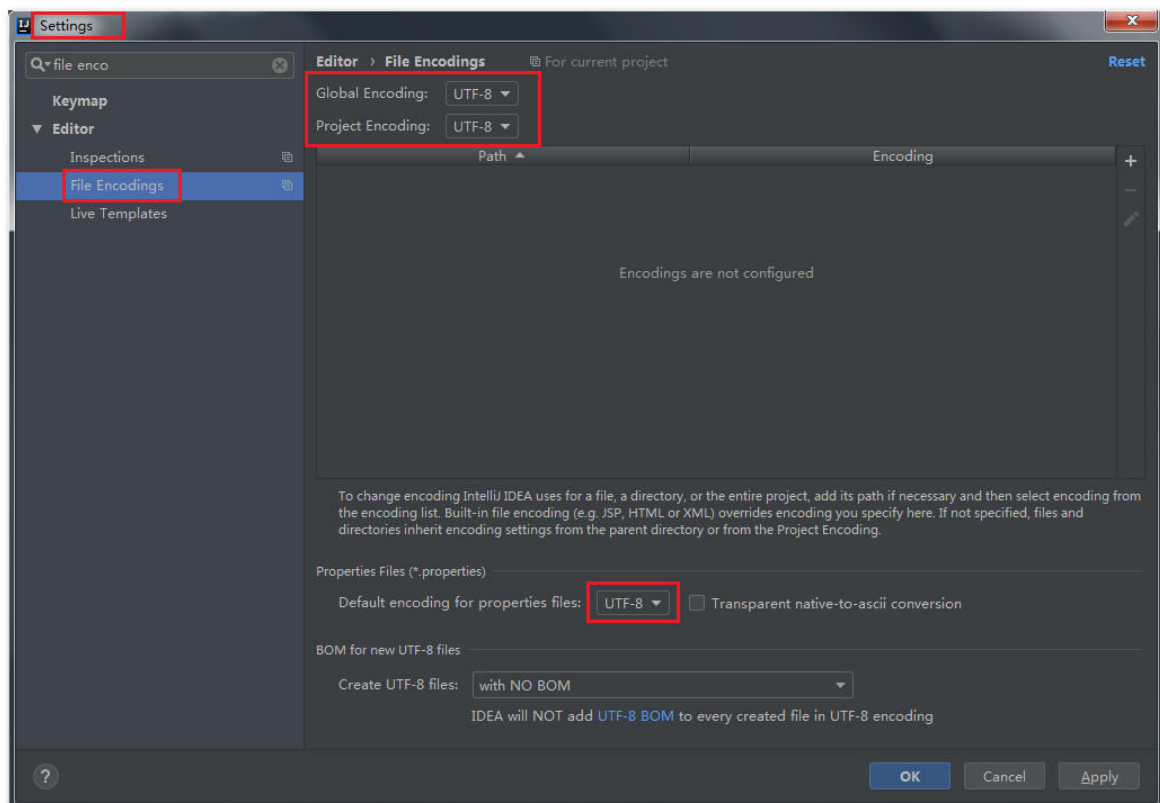 Settings
file enco
Keymap
Editor
Inspections
File Encodings
Live Templates
Editor › File Encodings For current project Reset
Global Encoding: UTF-8
Project Encoding: UTF-8
Path Encoding
Encodings are not configured
To change encoding IntelliJ IDEA uses for a file, a directory, or the entire project, add its path if necessary and then select encoding from
the encoding list. Built-in file encoding (e.g. JSP, HTML or XML) overrides encoding you specify here. If not specified, files and
directories inherit encoding settings from the parent directory or from the Project Encoding.
Properties Files (*.properties)
Default encoding for properties files: UTF-8 Transparent native-to-ascii conversion
BOM for new UTF-8 files
Create UTF-8 files: with NO BOM
IDEA will NOT add UTF-8 BOM to every created file in UTF-8 encoding
? OK Cancel Apply